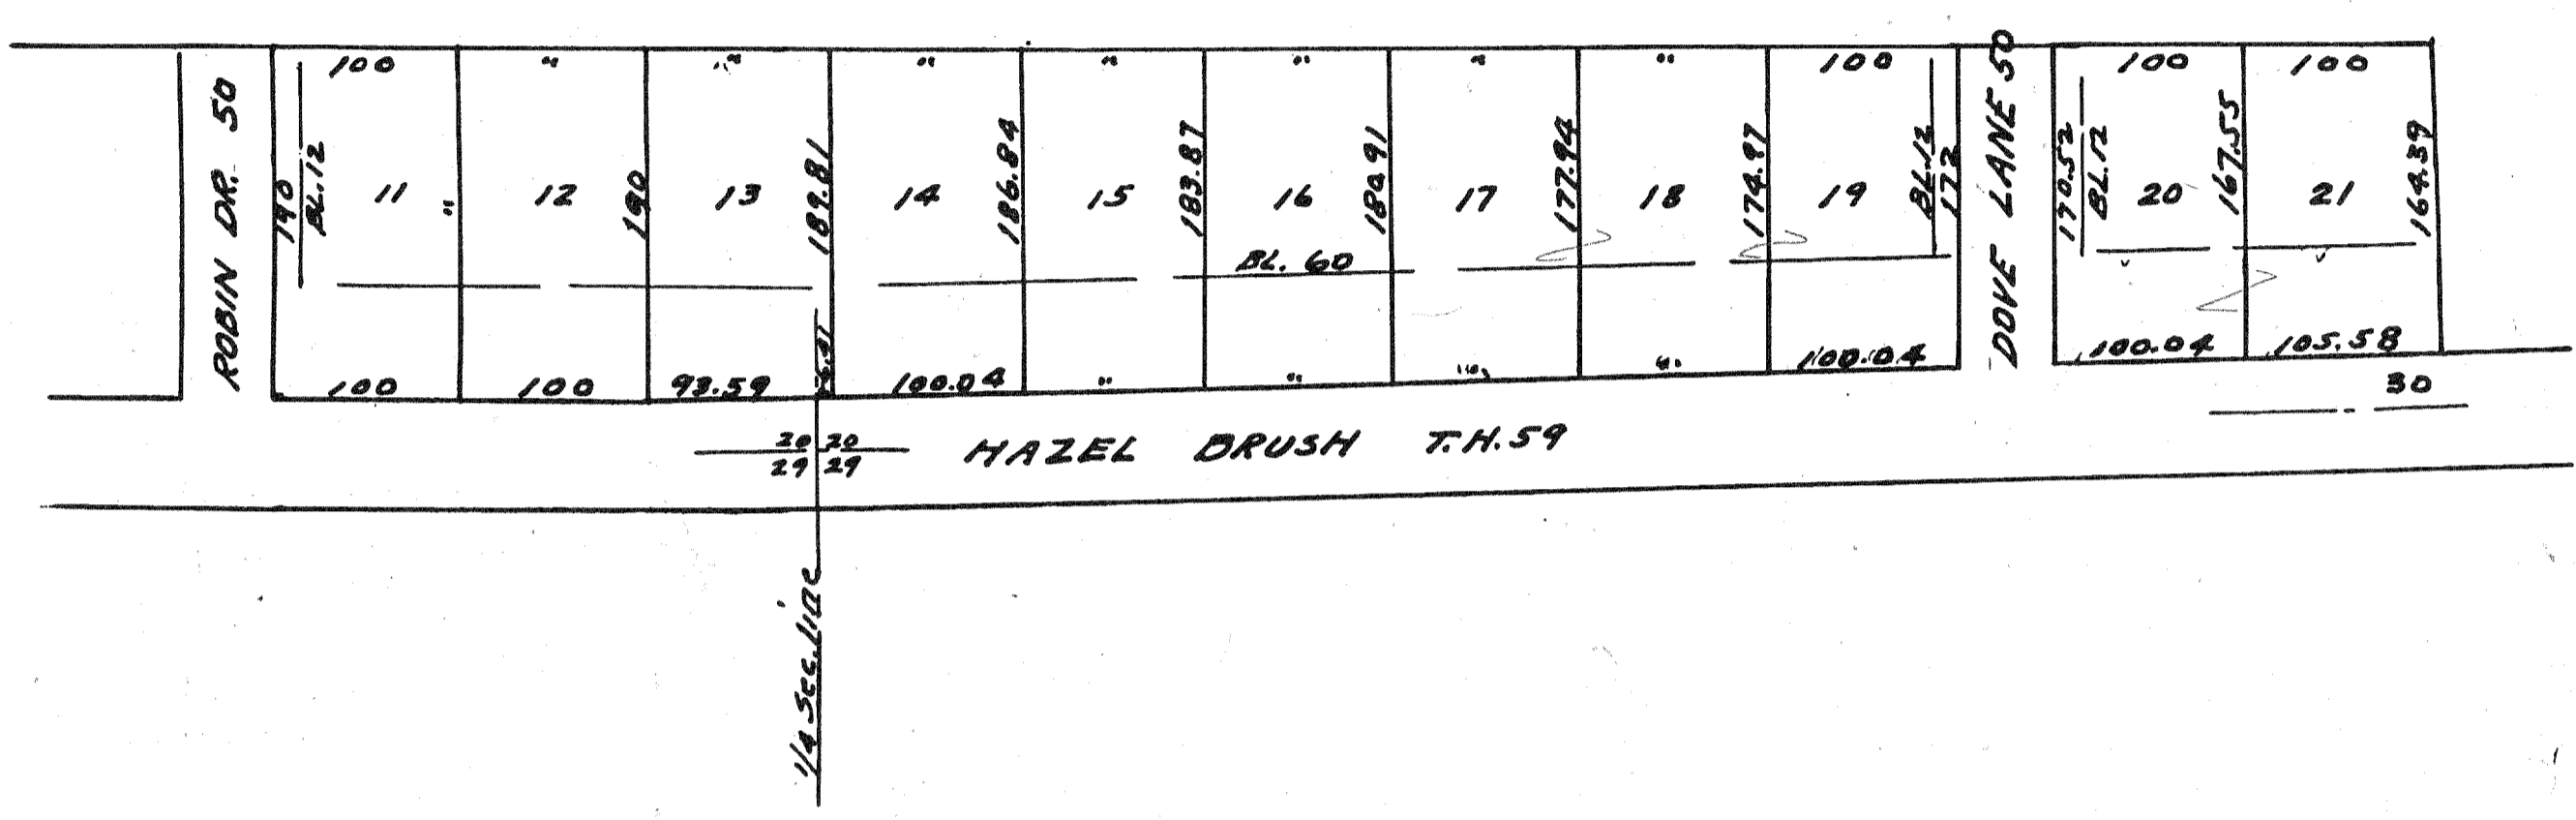 100 " " " " " " " 100 100 100
ROBIN DR. 50
190
BL. 12
11
"
12
190
13
189.81
14
186.84
15
183.87
16
180.91
17
177.94
18
174.97
19
BL. 12
172
DOVE LANE 50
170.52
BL. 12
20
167.55
21
164.39
BL. 60
100 100 93.59 6.41 100.04 " " " " 100.04 100.04 105.58
30
20 20
29 29
HAZEL BRUSH T.H. 59
1/4 Sec. Line